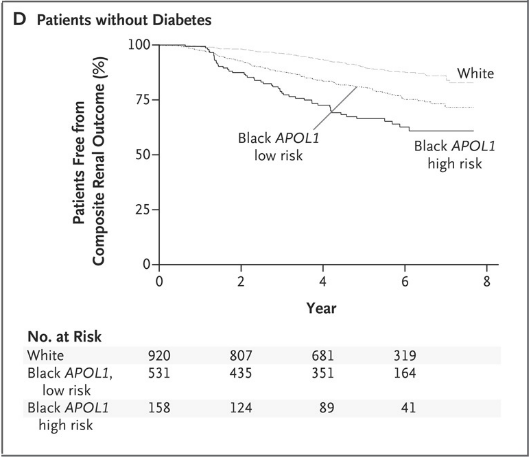 D Patients without Diabetes
Patients Free from
Composite Renal Outcome (%)
100
75
50
25
0
White
Black APOL1
low risk
Black APOL1
high risk
0 2 4 6 8
Year
No. at Risk
White 920 807 681 319
Black APOL1, 531 435 351 164
low risk
Black APOL1 158 124 89 41
high risk